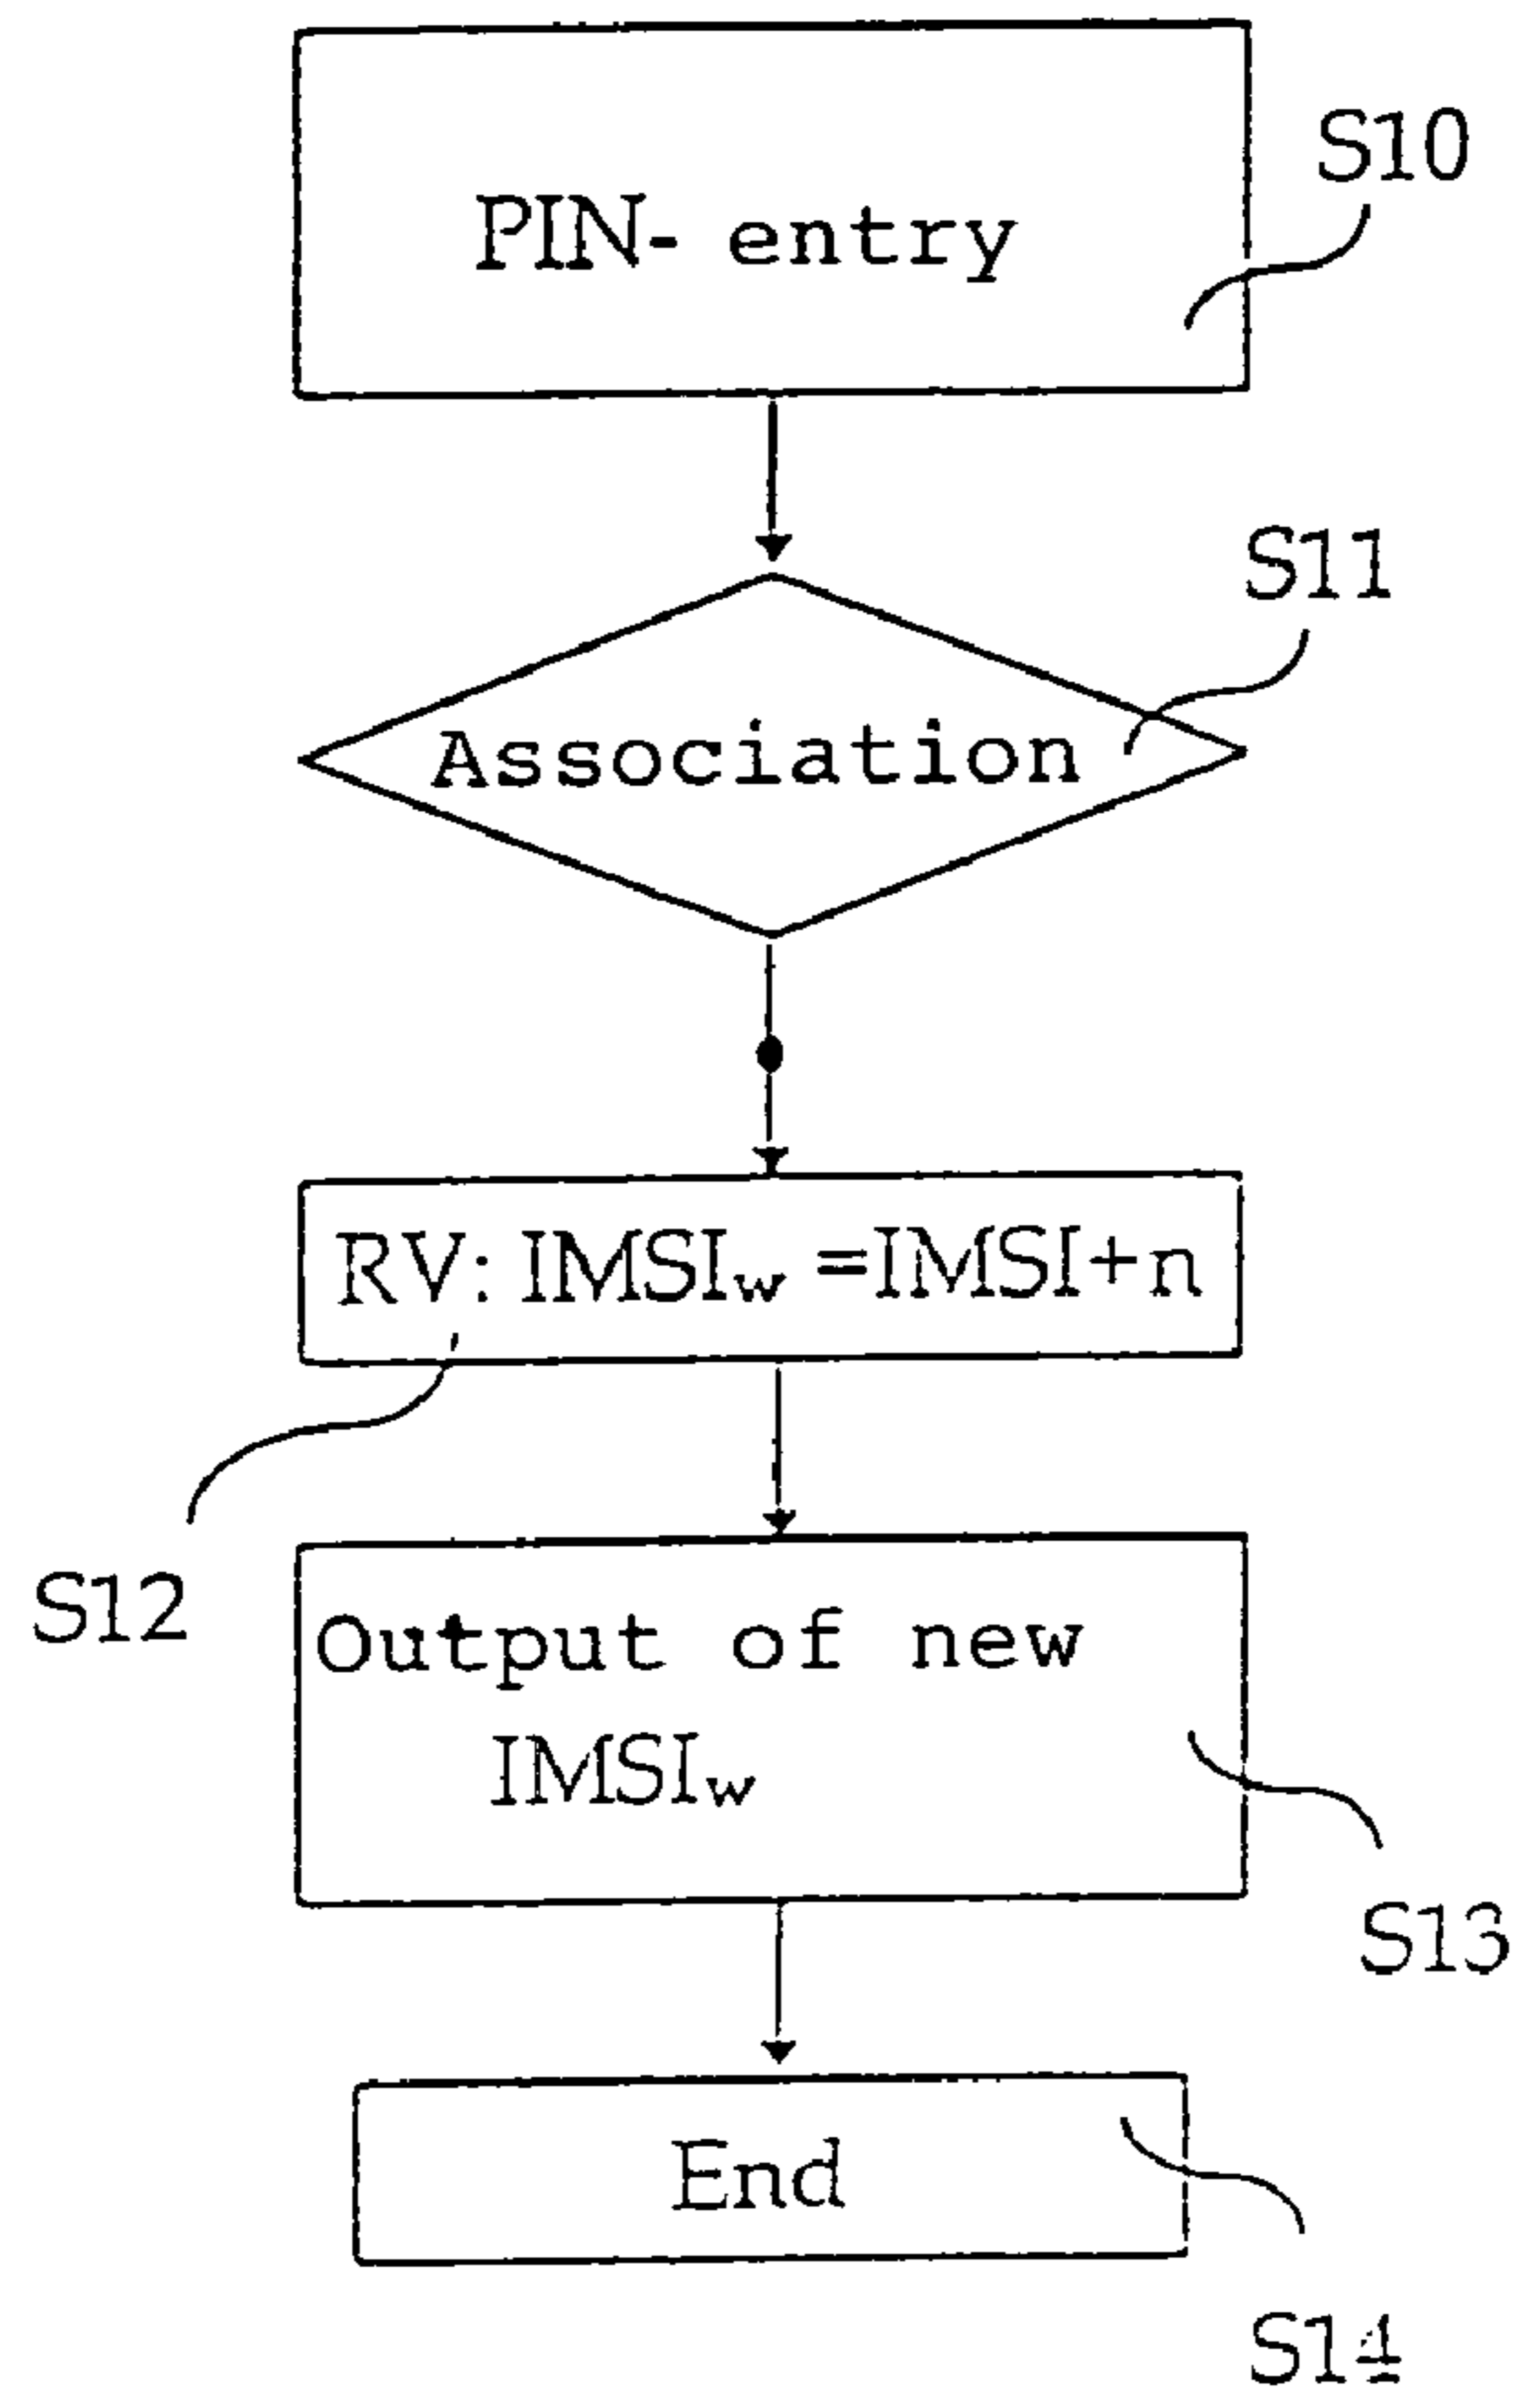 PIN- entry
S10
S11
Association
RV: IMSIw =IMSI+n
S12
Output of new
IMSIw
S13
End
S14